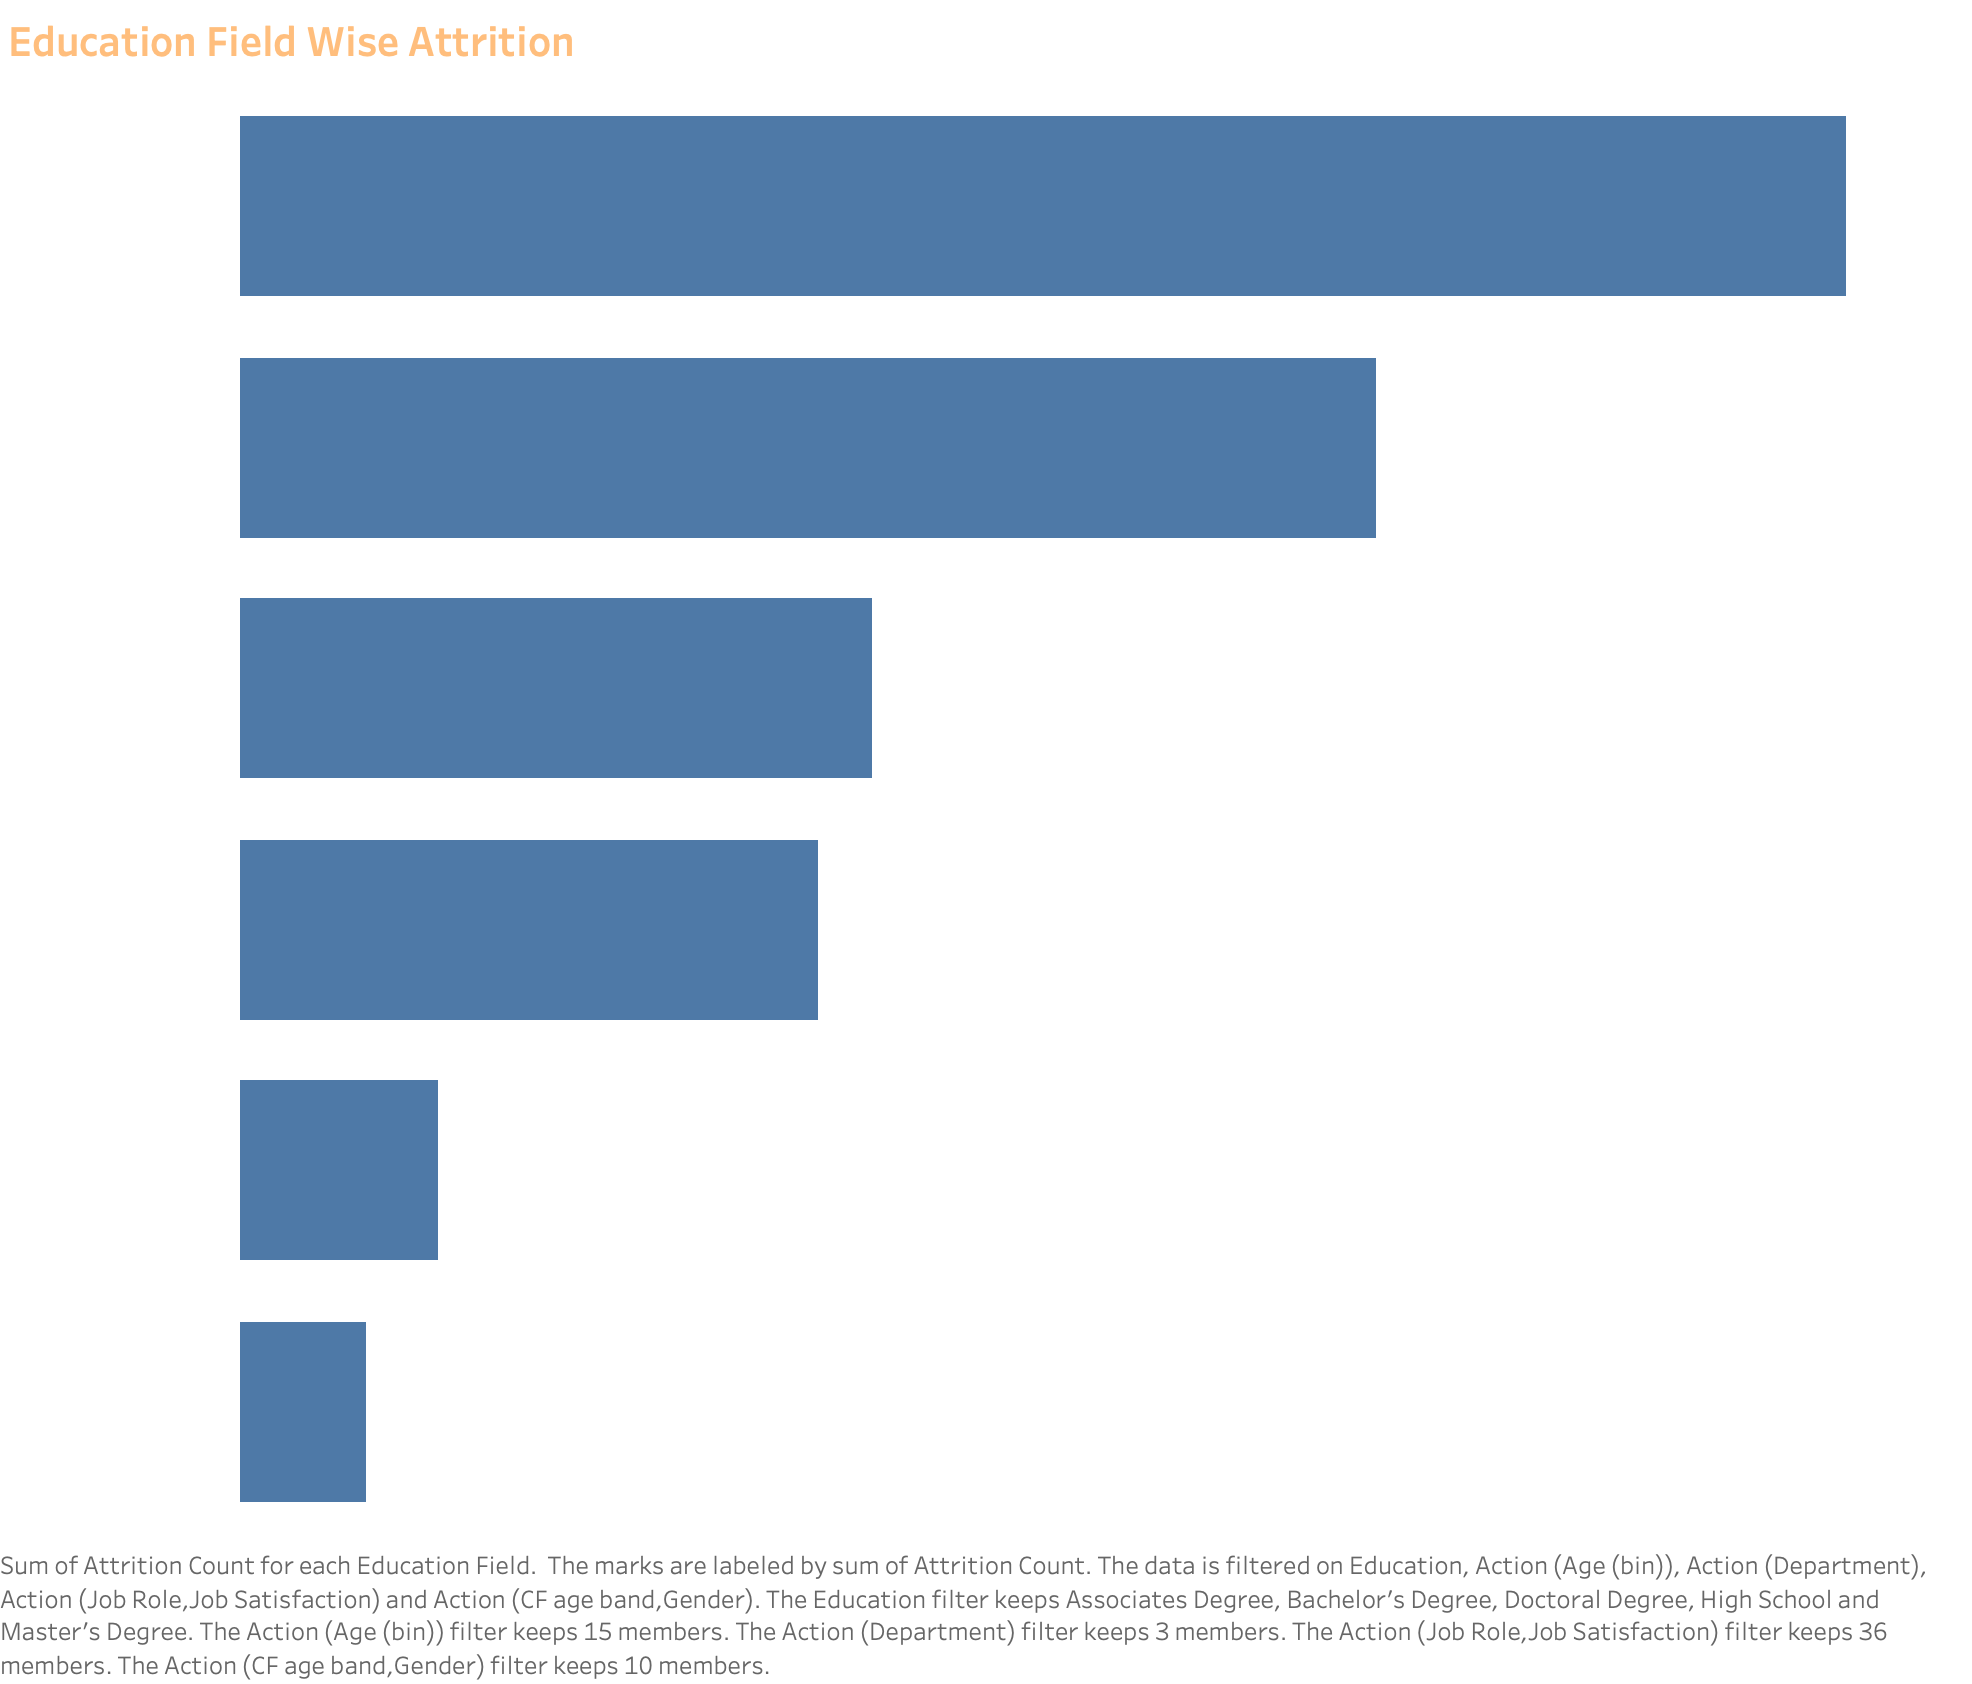 Education Field Wise Attrition
Sum of Attrition Count for each Education Field.  The marks are labeled by sum of Attrition Count. The data is filtered on Education, Action (Age (bin)), Action (Department),
Action (Job Role,Job Satisfaction) and Action (CF age band,Gender). The Education filter keeps Associates Degree, Bachelor’s Degree, Doctoral Degree, High School and
Master’s Degree. The Action (Age (bin)) filter keeps 15 members. The Action (Department) filter keeps 3 members. The Action (Job Role,Job Satisfaction) filter keeps 36
members. The Action (CF age band,Gender) filter keeps 10 members.